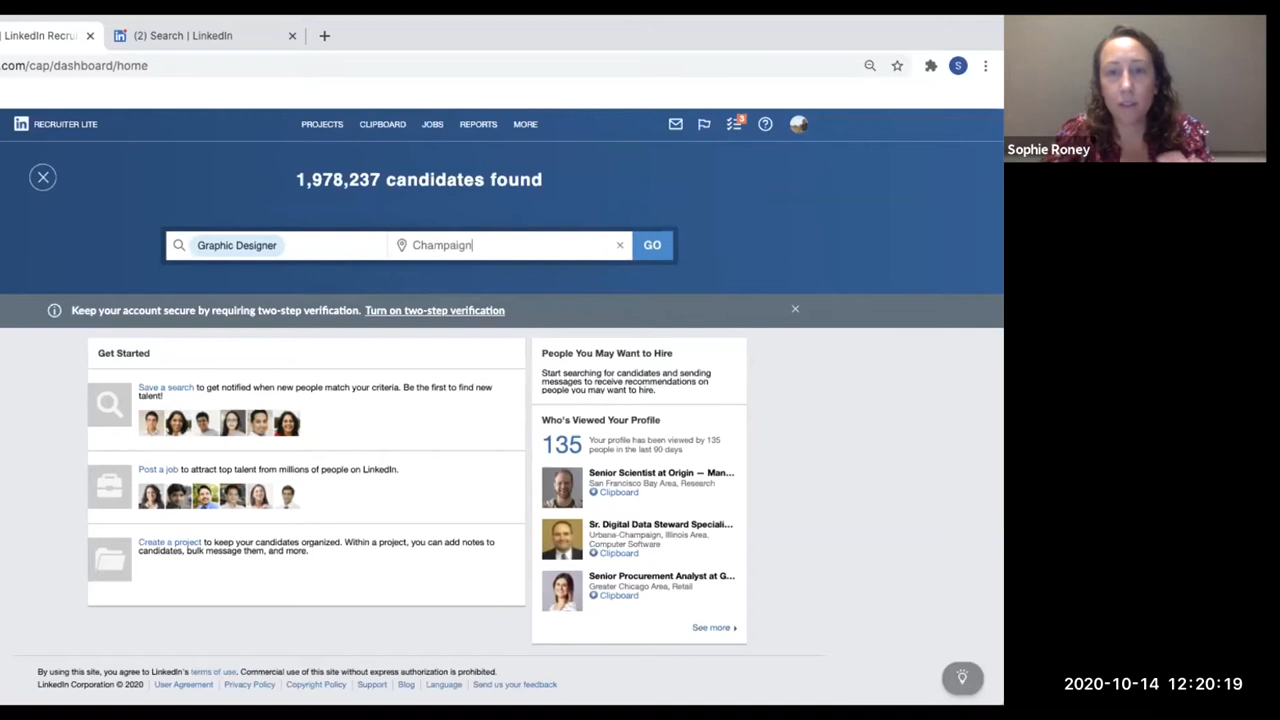 LinkedIn Recrui
(2) Search | LinkedIn
.com/cap/dashboard/home
S
in RECRUITER LITE
PROJECTS CLIPBOARD JOBS REPORTS MORE
3
1,978,237 candidates found
Graphic Designer
Champaign
GO
Keep your account secure by requiring two-step verification. Turn on two-step verification
Get Started
Save a search to get notified when new people match your criteria. Be the first to find new
talent!
Post a job to attract top talent from millions of people on LinkedIn.
Create a project to keep your candidates organized. Within a project, you can add notes to
candidates, bulk message them, and more.
People You May Want to Hire
Start searching for candidates and sending
messages to receive recommendations on
people you may want to hire.
Who's Viewed Your Profile
135
Your profile has been viewed by 135
people in the last 90 days
Senior Scientist at Origin — Man...
San Francisco Bay Area, Research
Clipboard
Sr. Digital Data Steward Speciali...
Urbana-Champaign, Illinois Area,
Computer Software
Clipboard
Senior Procurement Analyst at G...
Greater Chicago Area, Retail
Clipboard
See more
By using this site, you agree to LinkedIn's terms of use. Commercial use of this site without express authorization is prohibited.
LinkedIn Corporation © 2020 | User Agreement | Privacy Policy | Copyright Policy | Support | Blog | Language | Send us your feedback
Sophie Roney
2020-10-14 12:20:19